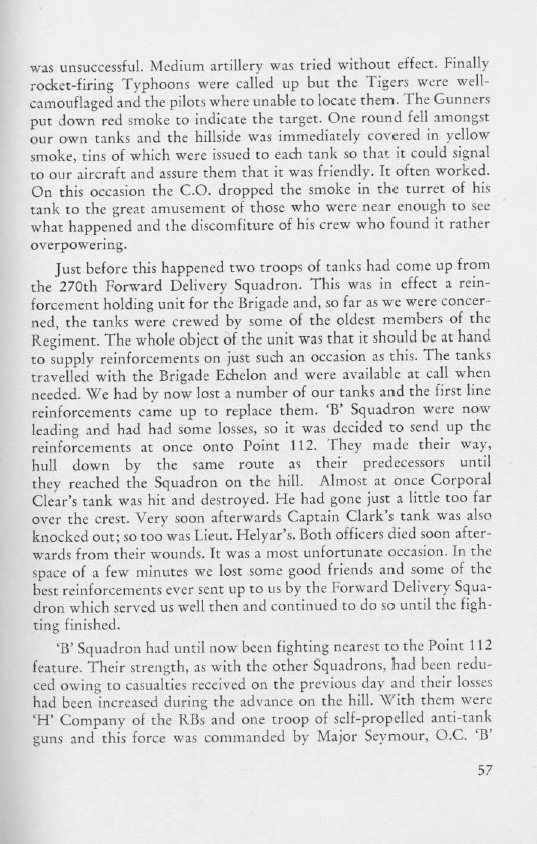 was unsuccessful. Medium artillery was tried without effect. Finally
rocket-firing Typhoons were called up but the Tigers were well-
camouflaged and the pilots where unable to locate them. The Gunners
put down red smoke to indicate the target. One round fell amongst
our own tanks and the hillside was immediately covered in yellow
smoke, tins of which were issued to each tank so that it could signal
to our aircraft and assure them that it was friendly. It often worked.
On this occasion the C.O. dropped the smoke in the turret of his
tank to the great amusement of those who were near enough to see
what happened and the discomfiture of his crew who found it rather
overpowering.
Just before this happened two troops of tanks had come up from
the 270th Forward Delivery Squadron. This was in effect a rein-
forcement holding unit for the Brigade and, so far as we were concer-
ned, the tanks were crewed by some of the oldest members of the
Regiment. The whole object of the unit was that it should be at hand
to supply reinforcements on just such an occasion as this. The tanks
travelled with the Brigade Echelon and were available at call when
needed. We had by now lost a number of our tanks and the first line
reinforcements came up to replace them. ‘B’ Squadron were now
leading and had had some losses, so it was decided to send up the
reinforcements at once onto Point 112. They made their way,
hull down by the same route as their predecessors until
they reached the Squadron on the hill. Almost at once Corporal
Clear's tank was hit and destroyed. He had gone just a little too far
over the crest. Very soon afterwards Captain Clark's tank was also
knocked out; so too was Lieut. Helyar's. Both officers died soon after-
wards from their wounds. It was a most unfortunate occasion. In the
space of a few minutes we lost some good friends and some of the
best reinforcements ever sent up to us by the Forward Delivery Squa-
dron which served us well then and continued to do so until the figh-
ting finished.
‘B’ Squadron had until now been fighting nearest to the Point 112
feature. Their strength, as with the other Squadrons, had been redu-
ced owing to casualties received on the previous day and their losses
had been increased during the advance on the hill. With them were
‘H’ Company of the RBs and one troop of self-propelled anti-tank
guns and this force was commanded by Major Seymour, O.C. ‘B’
57